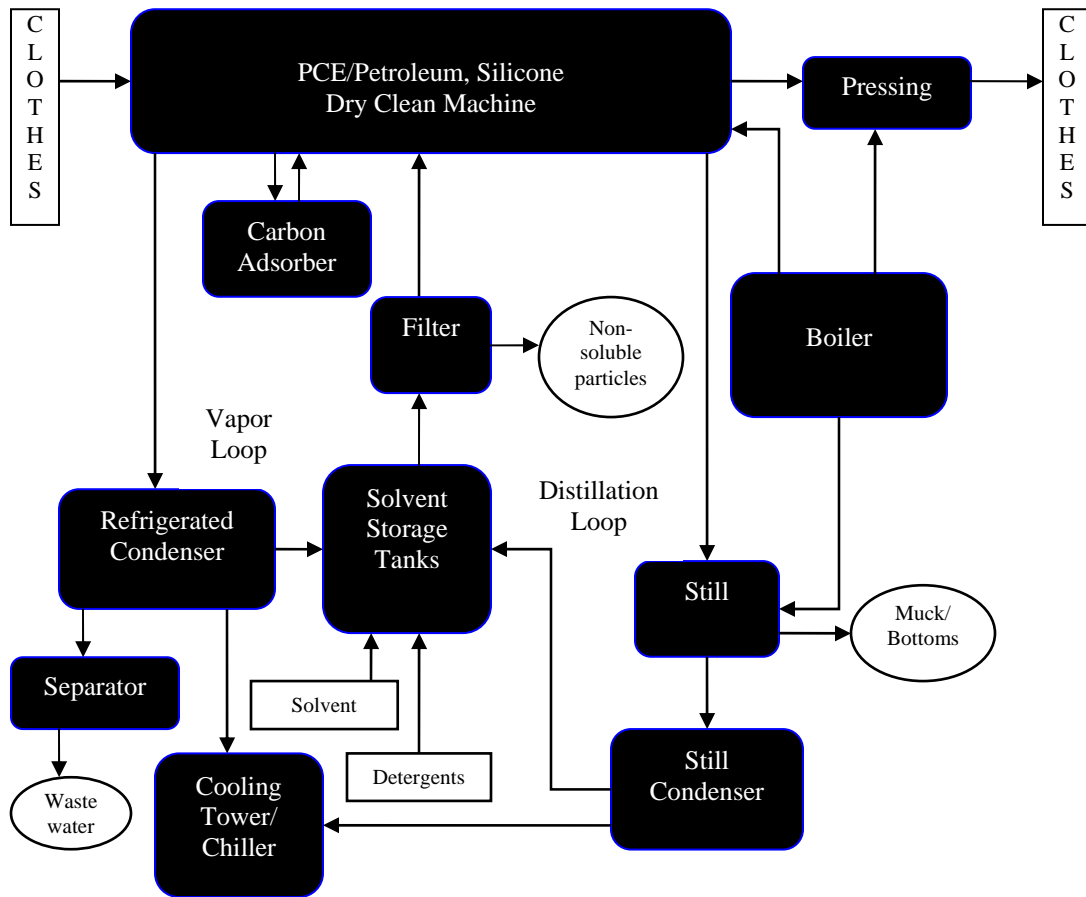 C
L
O
T
H
E
S
PCE/Petroleum, Silicone
Dry Clean Machine
Pressing
C
L
O
T
H
E
S
Carbon
Adsorber
Filter
Non-
soluble
particles
Boiler
Vapor
Loop
Refrigerated
Condenser
Solvent
Storage
Tanks
Distillation
Loop
Still
Muck/
Bottoms
Separator
Solvent
Waste
water
Cooling
Tower/
Chiller
Detergents
Still
Condenser